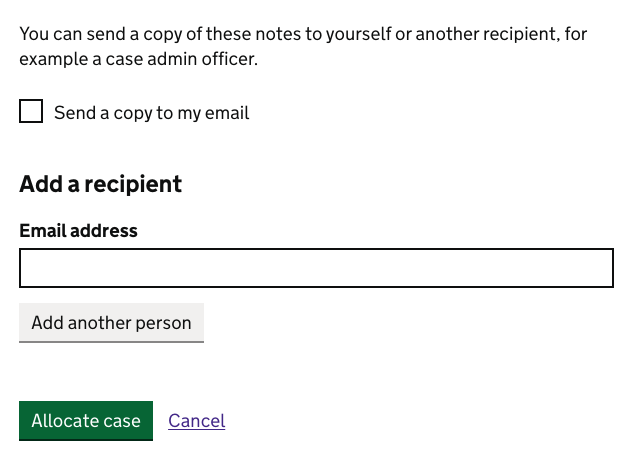 You can send a copy of these notes to yourself or another recipient, for
example a case admin officer.
Send a copy to my email
Add a recipient
Email address
Add another person
Allocate case
Cancel